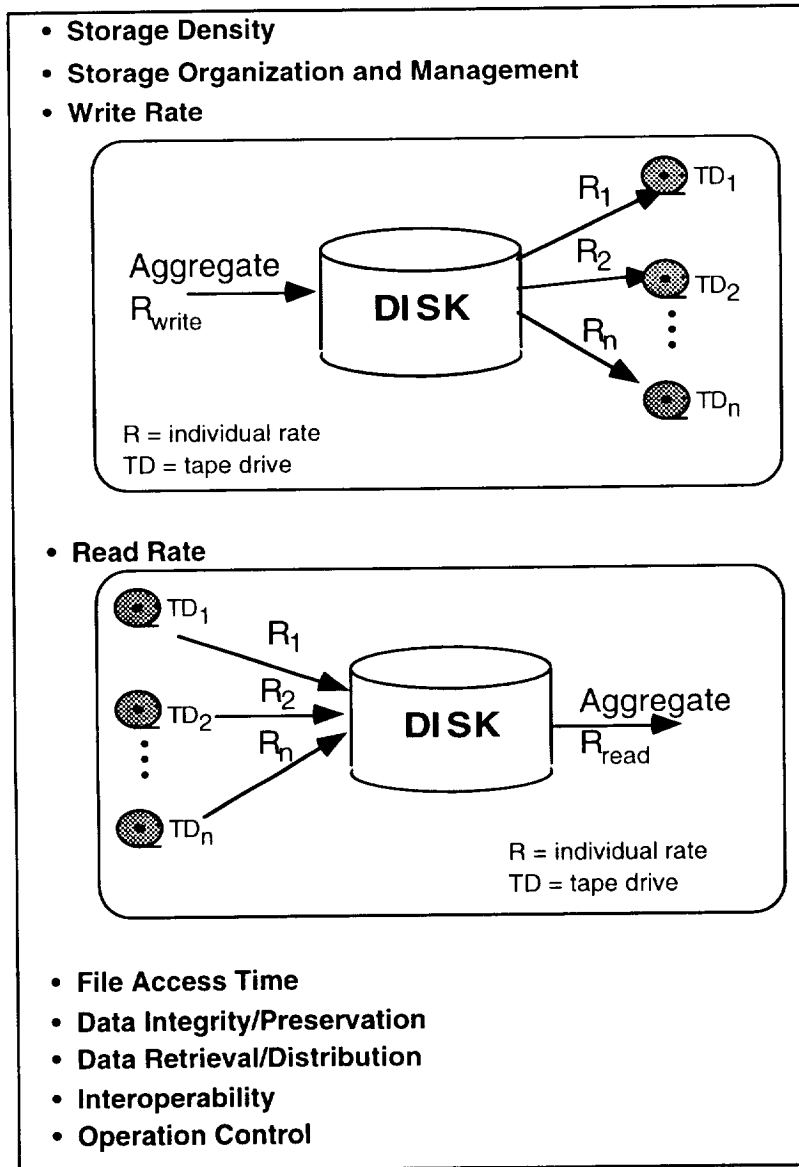 • Storage Density
• Storage Organization and Management
• Write Rate
R1 TD1
Aggregate
Rwrite
DISK
R2 TD2
Rn TDn
R = individual rate
TD = tape drive
• Read Rate
TD1 R1
TD2 R2
Rn
TDn
DISK
Aggregate
Rread
R = individual rate
TD = tape drive
• File Access Time
• Data Integrity/Preservation
• Data Retrieval/Distribution
• Interoperability
• Operation Control